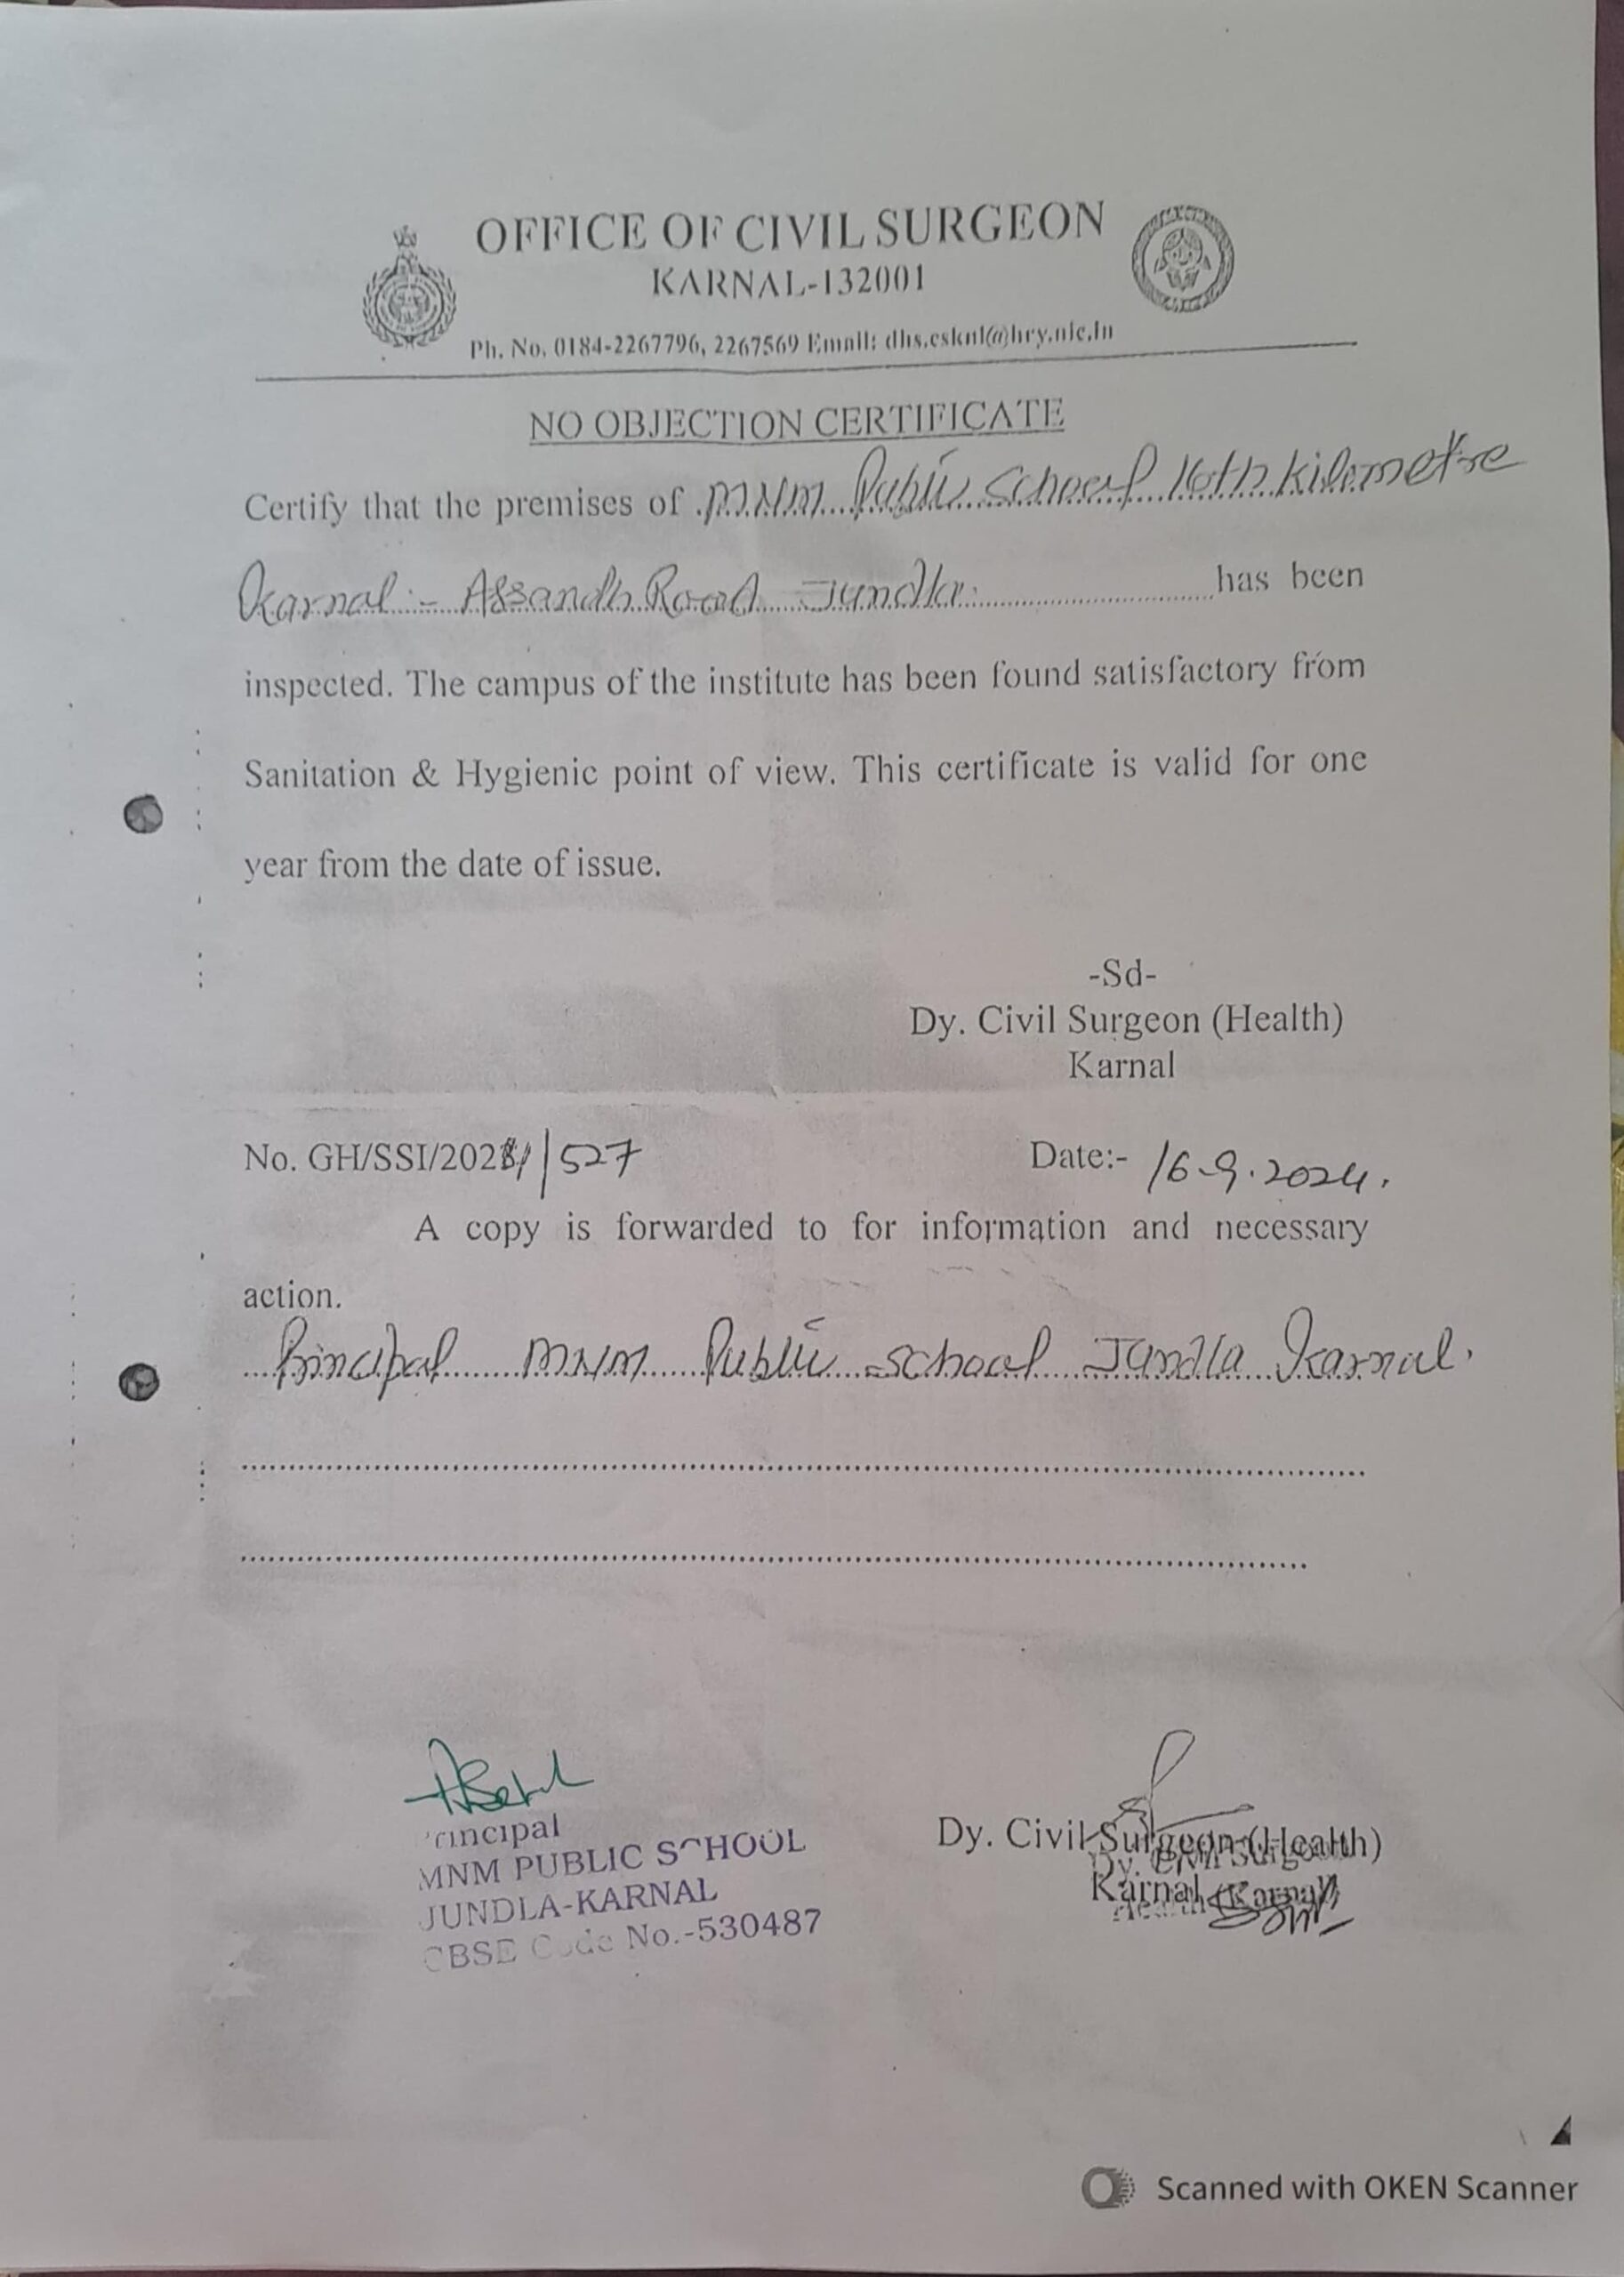 OFFICE OF CIVIL SURGEON
KARNAL-132001
Ph. No. 0184-2267796, 2267569 Email: dhs.csknl@hry.nic.in
NO OBJECTION CERTIFICATE
Certify that the premises of MNM Public School 16th Kilometre
Karnal:- Assandh Road Jundla has been
inspected. The campus of the institute has been found satisfactory from
Sanitation & Hygienic point of view. This certificate is valid for one
year from the date of issue.
-Sd-
Dy. Civil Surgeon (Health)
Karnal
No. GH/SSI/2024/527
Date:- 16-9.2024.
A copy is forwarded to for information and necessary
action.
Principal MNM Public School Jundla Karnal.
Principal
MNM PUBLIC SCHOOL
JUNDLA-KARNAL
CBSE Code No.-530487
Dy. Civil Surgeon (Health)
Karnal
Dy. Civil Surgeon
Health (Karnal)
Scanned with OKEN Scanner